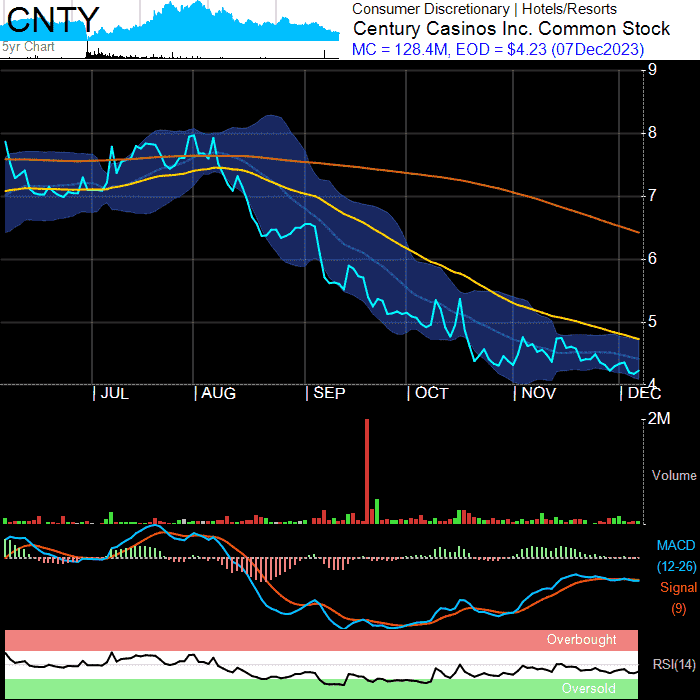 CNTY
5yr Chart
Consumer Discretionary | Hotels/Resorts
Century Casinos Inc. Common Stock
MC = 128.4M, EOD = $4.23 (07Dec2023)
9
8
7
6
5
4
| JUL | AUG | SEP | OCT | NOV | DEC
2M
Volume
MACD
(12-26)
Signal
(9)
Overbought
RSI(14)
Oversold